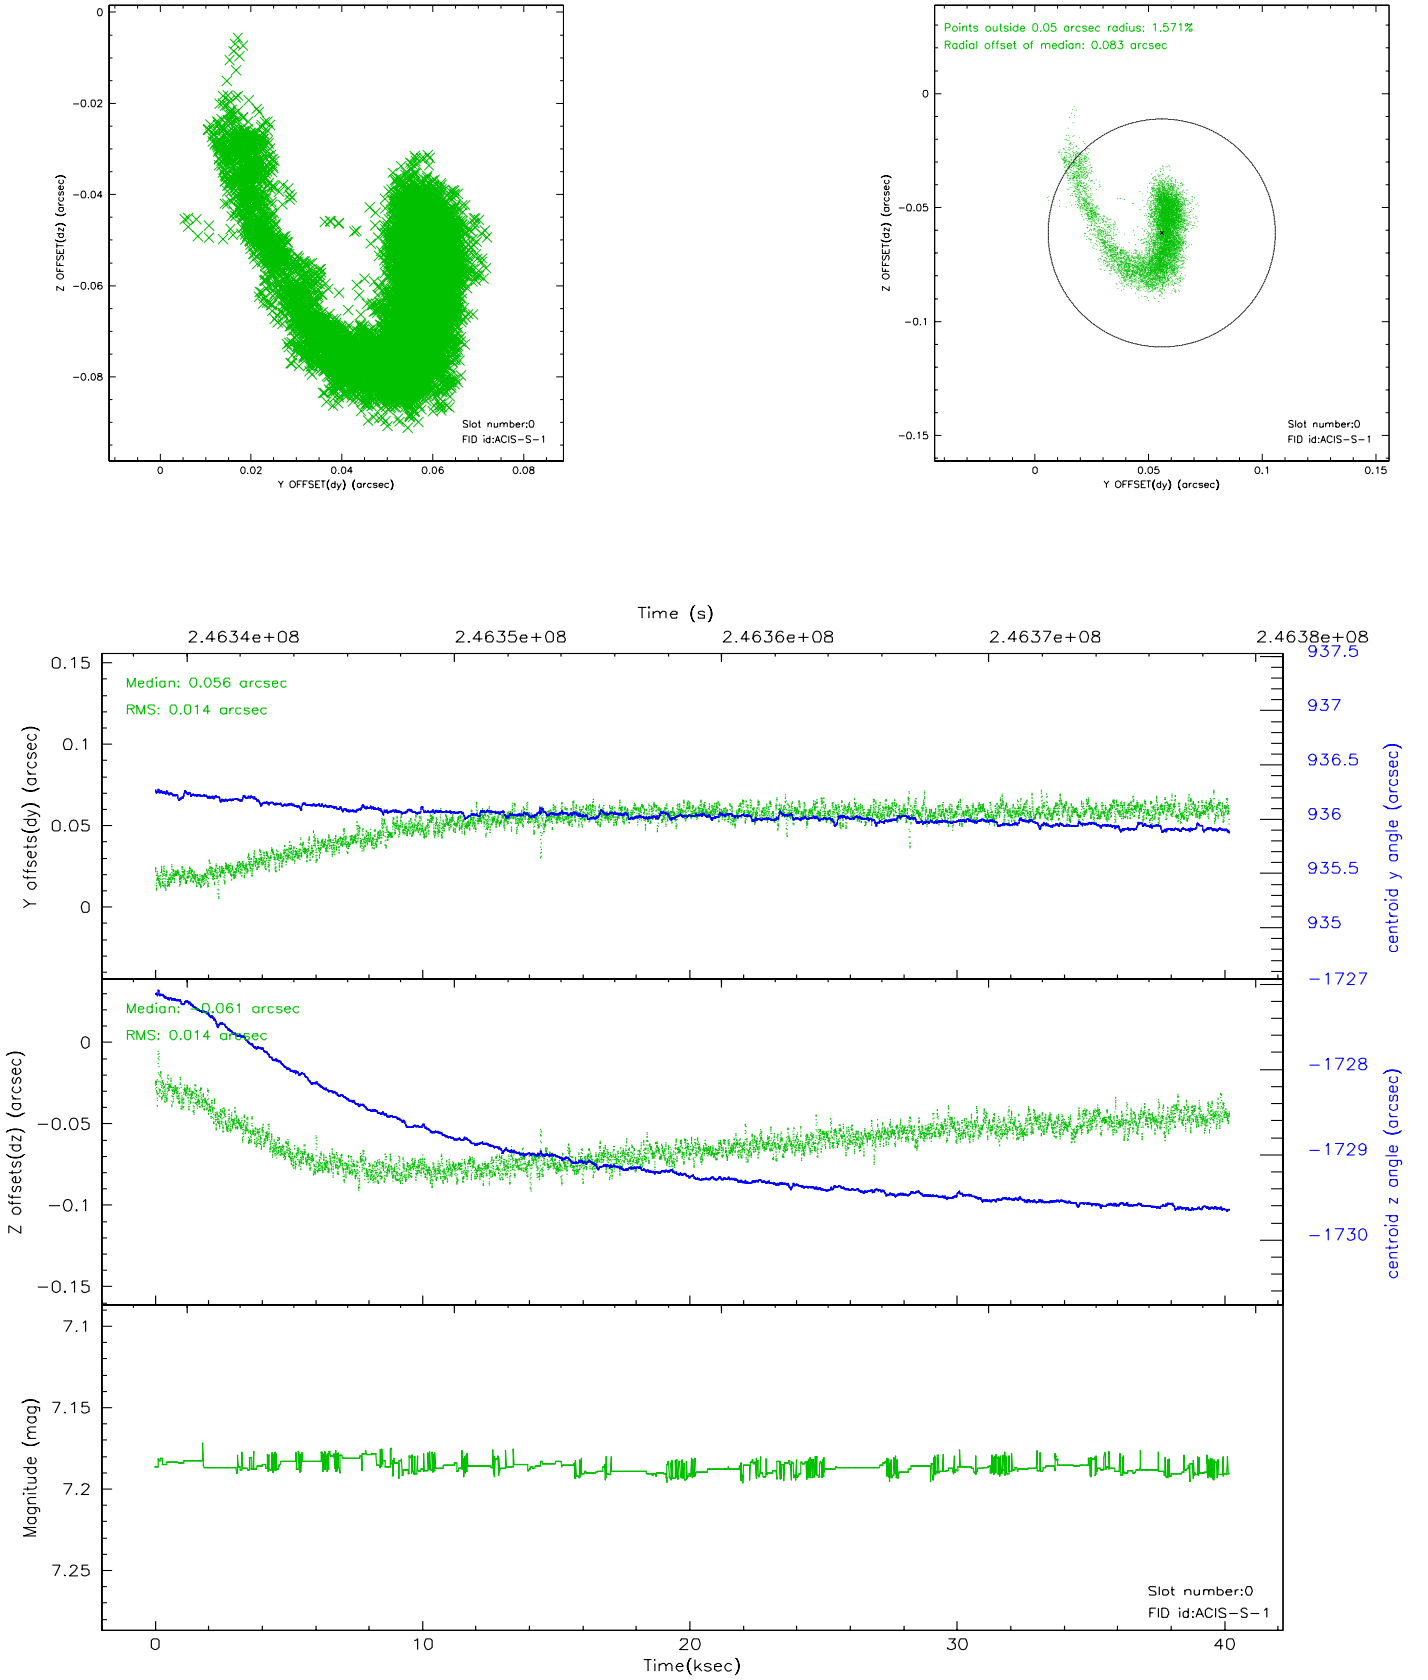 0
−0.02
−0.04
−0.06
−0.08
Z OFFSET(dz) (arcsec)
0
0.02
0.04
0.06
0.08
Y OFFSET(dy) (arcsec)
Slot number:0
FID id:ACIS−S−1
Points outside 0.05 arcsec radius: 1.571%
Radial offset of median: 0.083 arcsec
0
−0.05
−0.1
−0.15
Z OFFSET(dz) (arcsec)
0
0.05
0.1
0.15
Y OFFSET(dy) (arcsec)
Slot number:0
FID id:ACIS−S−1
Time (s)
2.4634e+08
2.4635e+08
2.4636e+08
2.4637e+08
2.4638e+08
0.15
0.1
0.05
0
Y offsets(dy) (arcsec)
Median: 0.056 arcsec
RMS: 0.014 arcsec
937.5
937
936.5
936
935.5
935
centroid y angle (arcsec)
0
−0.05
−0.1
−0.15
Z offsets(dz) (arcsec)
Median: −0.061 arcsec
RMS: 0.014 arcsec
−1727
−1728
−1729
−1730
centroid z angle (arcsec)
7.1
7.15
7.2
7.25
Magnitude (mag)
Slot number:0
FID id:ACIS−S−1
0
10
20
30
40
Time(ksec)